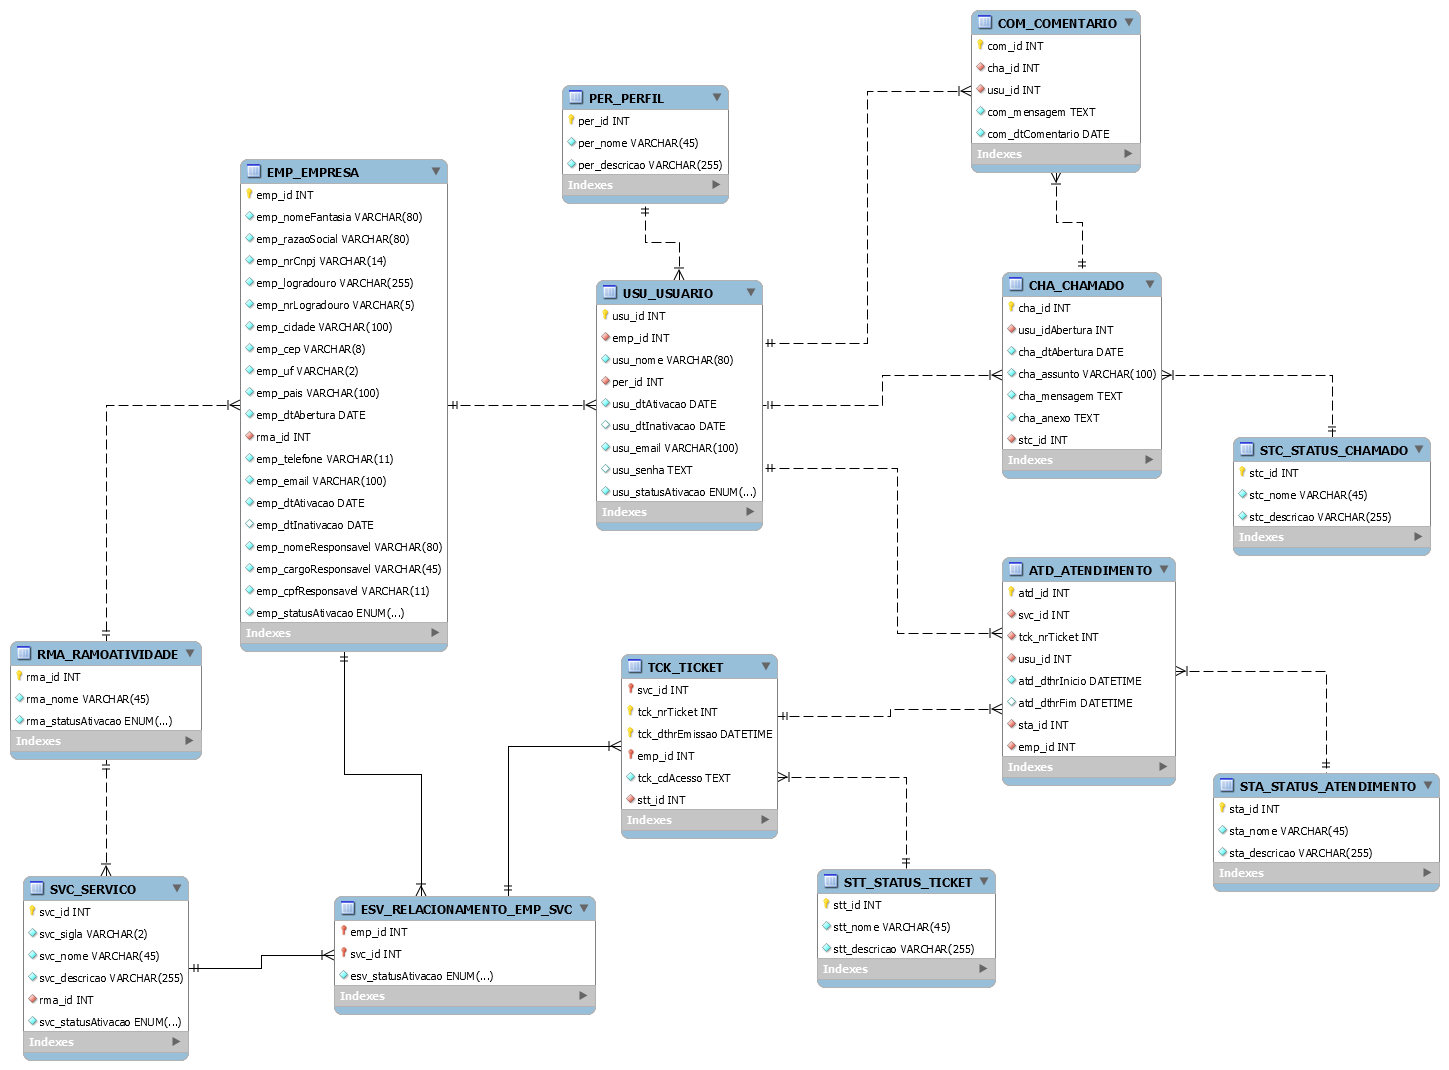 COM_COMENTARIO
com_id INT
cha_id INT
usu_id INT
com_mensagem TEXT
com_dtComentario DATE
Indexes
PER_PERFIL
per_id INT
per_nome VARCHAR(45)
per_descricao VARCHAR(255)
Indexes
EMP_EMPRESA
emp_id INT
emp_nomeFantasia VARCHAR(80)
emp_razaoSocial VARCHAR(80)
emp_nrCnpj VARCHAR(14)
emp_logradouro VARCHAR(255)
emp_nrLogradouro VARCHAR(5)
emp_cidade VARCHAR(100)
emp_cep VARCHAR(8)
emp_uf VARCHAR(2)
emp_pais VARCHAR(100)
emp_dtAbertura DATE
rma_id INT
emp_telefone VARCHAR(11)
emp_email VARCHAR(100)
emp_dtAtivacao DATE
emp_dtInativacao DATE
emp_nomeResponsavel VARCHAR(80)
emp_cargoResponsavel VARCHAR(45)
emp_cpfResponsavel VARCHAR(11)
emp_statusAtivacao ENUM(...)
Indexes
USU_USUARIO
usu_id INT
emp_id INT
usu_nome VARCHAR(80)
per_id INT
usu_dtAtivacao DATE
usu_dtInativacao DATE
usu_email VARCHAR(100)
usu_senha TEXT
usu_statusAtivacao ENUM(...)
Indexes
CHA_CHAMADO
cha_id INT
usu_idAbertura INT
cha_dtAbertura DATE
cha_assunto VARCHAR(100)
cha_mensagem TEXT
cha_anexo TEXT
stc_id INT
Indexes
STC_STATUS_CHAMADO
stc_id INT
stc_nome VARCHAR(45)
stc_descricao VARCHAR(255)
Indexes
ATD_ATENDIMENTO
atd_id INT
svc_id INT
tck_nrTicket INT
usu_id INT
atd_dthrInicio DATETIME
atd_dthrFim DATETIME
sta_id INT
emp_id INT
Indexes
RMA_RAMOATIVIDADE
rma_id INT
rma_nome VARCHAR(45)
rma_statusAtivacao ENUM(...)
Indexes
TCK_TICKET
svc_id INT
tck_nrTicket INT
tck_dthrEmissao DATETIME
emp_id INT
tck_cdAcesso TEXT
stt_id INT
Indexes
STA_STATUS_ATENDIMENTO
sta_id INT
sta_nome VARCHAR(45)
sta_descricao VARCHAR(255)
Indexes
SVC_SERVICO
svc_id INT
svc_sigla VARCHAR(2)
svc_nome VARCHAR(45)
svc_descricao VARCHAR(255)
rma_id INT
svc_statusAtivacao ENUM(...)
Indexes
ESV_RELACIONAMENTO_EMP_SVC
emp_id INT
svc_id INT
esv_statusAtivacao ENUM(...)
Indexes
STT_STATUS_TICKET
stt_id INT
stt_nome VARCHAR(45)
stt_descricao VARCHAR(255)
Indexes